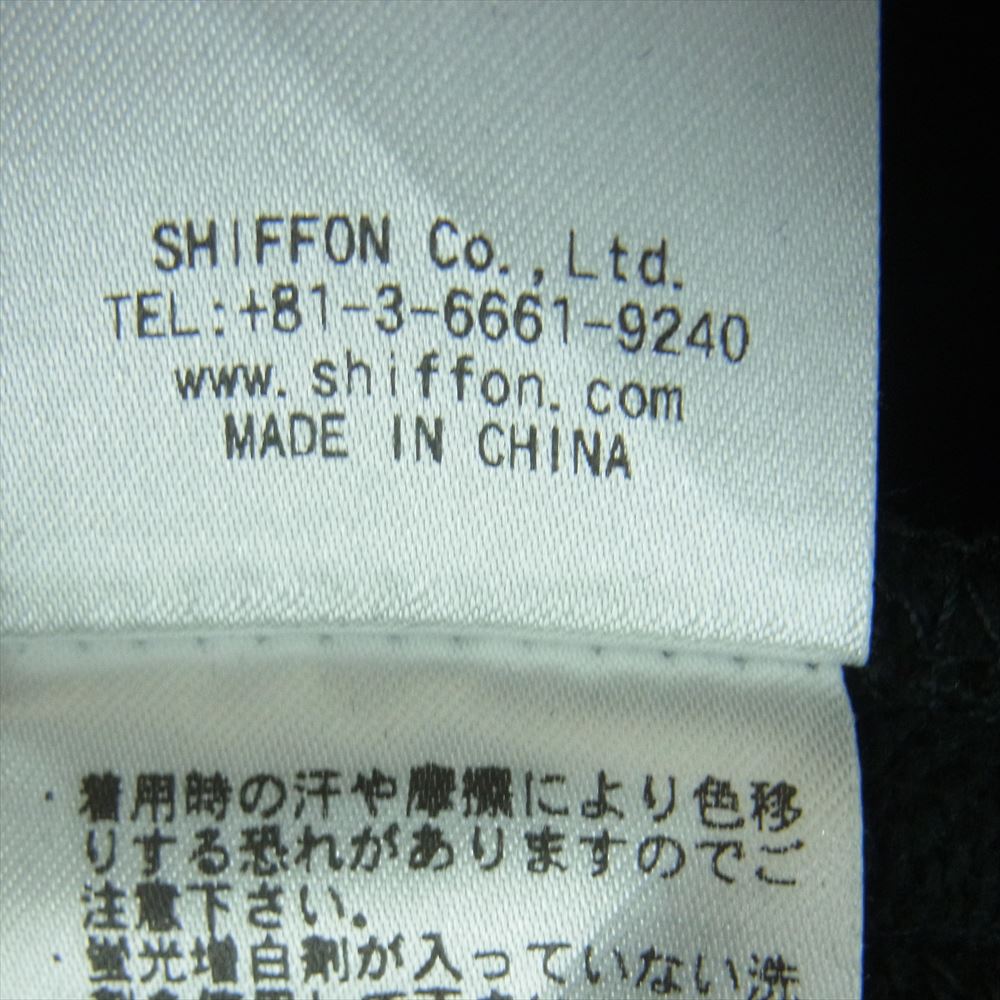 SHIFFON Co., Ltd.
TEL:+81-3-6661-9240
www.shiffon.com
MADE IN CHINA
・着用時の汗や摩擦により色移
りする恐れがありますのでご
注意下さい。
・蛍光増白剤が入っていない洗